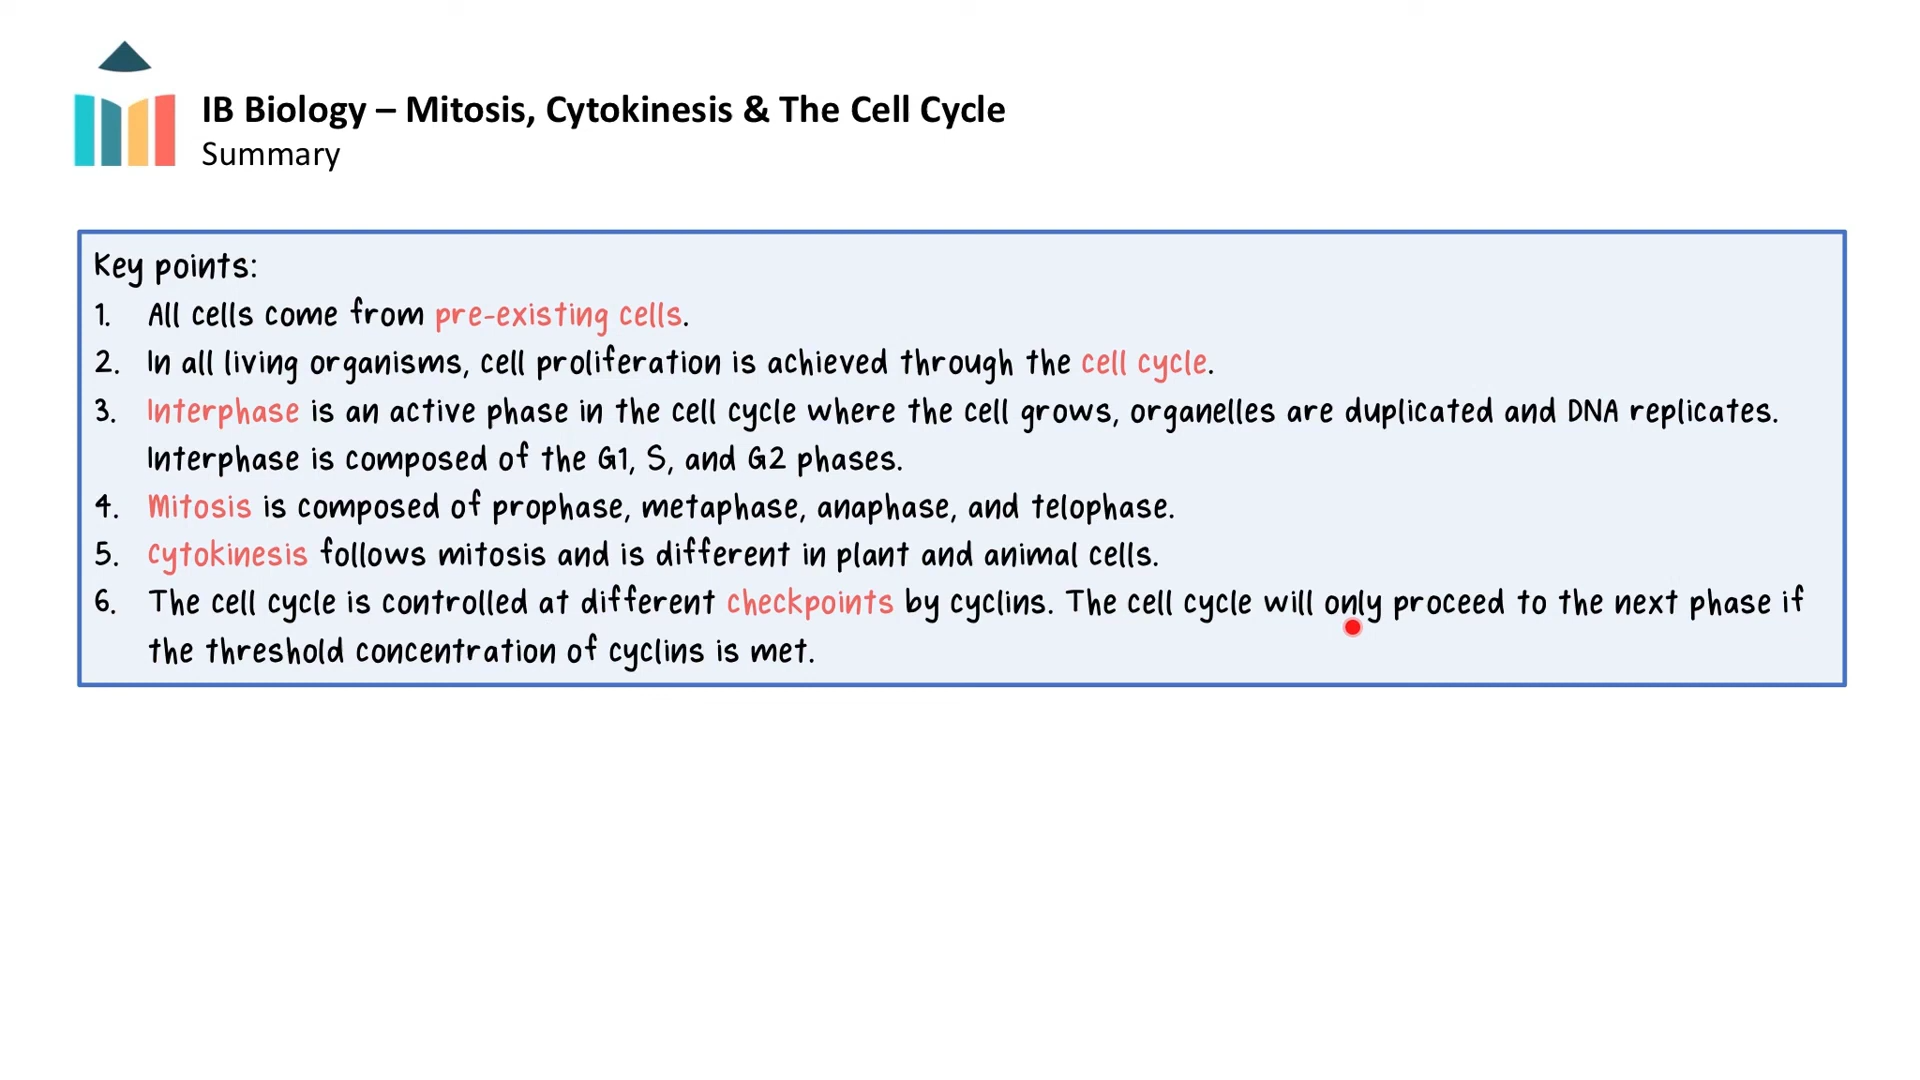 IB Biology – Mitosis, Cytokinesis & The Cell Cycle
Summary
Key points:
1. All cells come from pre-existing cells.
2. In all living organisms, cell proliferation is achieved through the cell cycle.
3. Interphase is an active phase in the cell cycle where the cell grows, organelles are duplicated and DNA replicates.
Interphase is composed of the G1, S, and G2 phases.
4. Mitosis is composed of prophase, metaphase, anaphase, and telophase.
5. Cytokinesis follows mitosis and is different in plant and animal cells.
6. The cell cycle is controlled at different checkpoints by cyclins. The cell cycle will only proceed to the next phase if
the threshold concentration of cyclins is met.